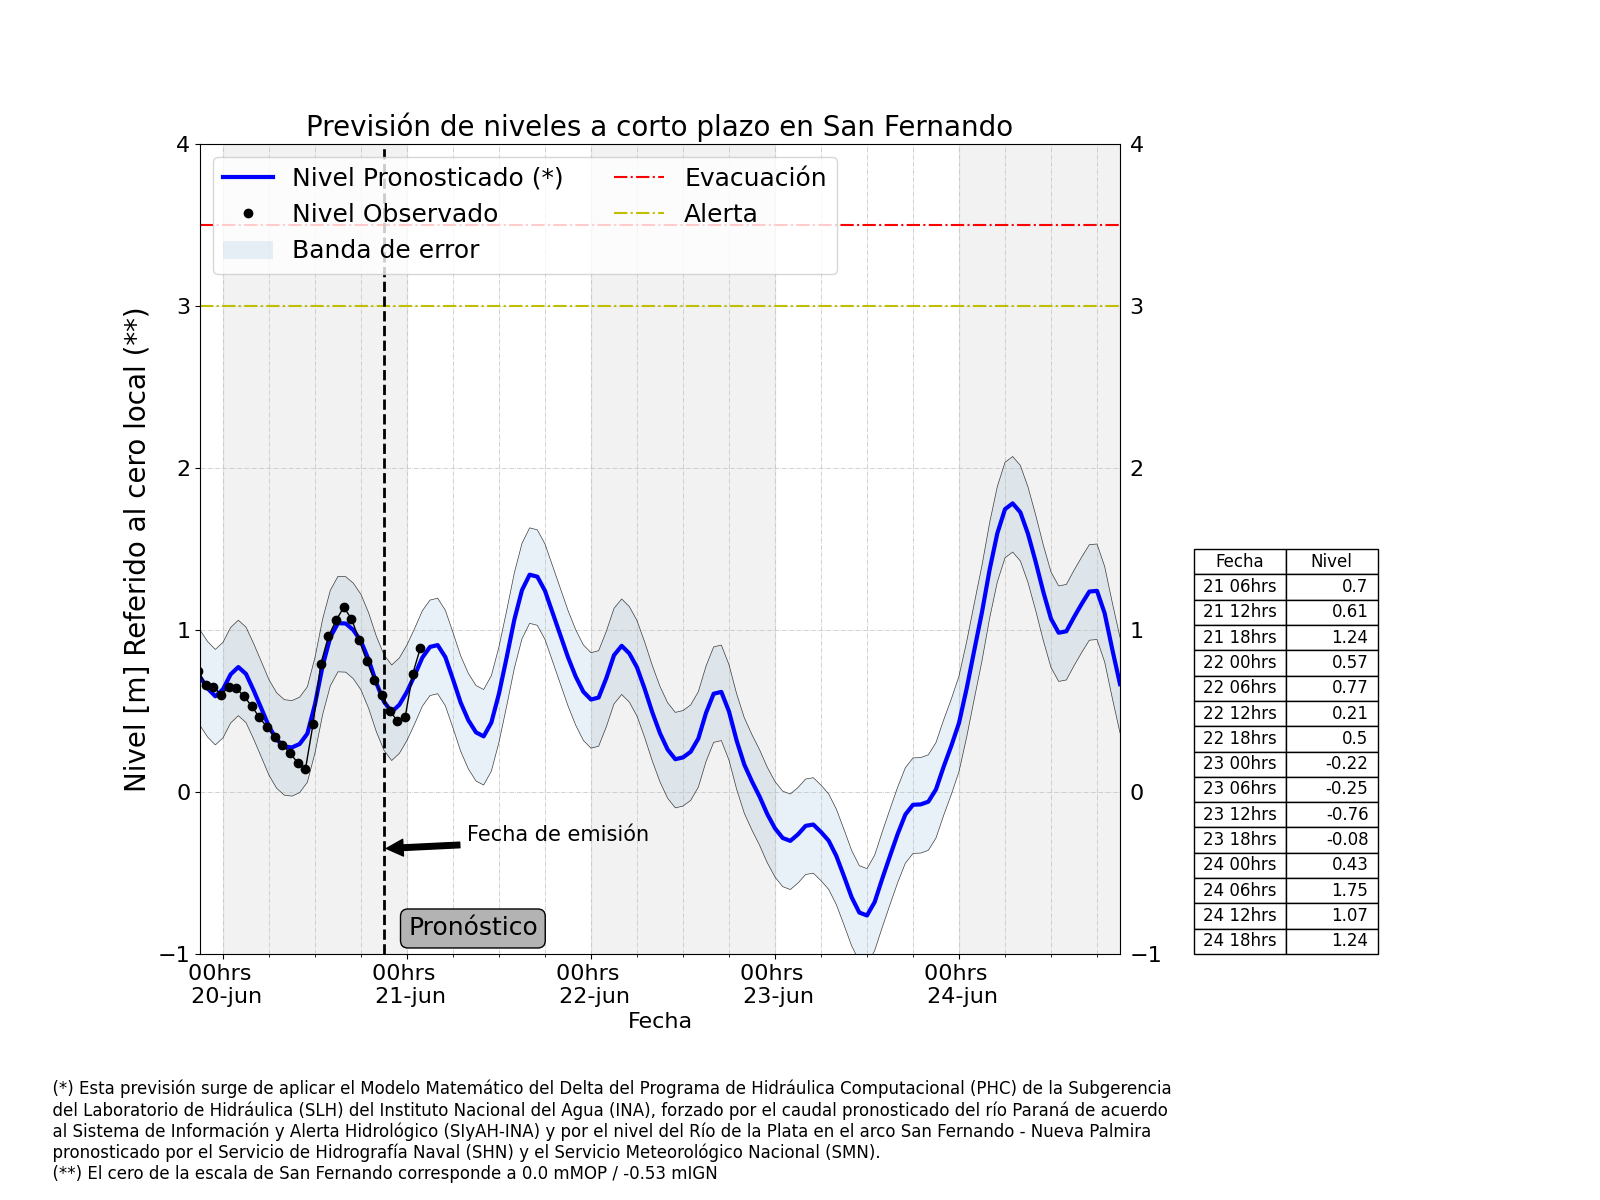 Previsión de niveles a corto plazo en San Fernando
Nivel Pronosticado (*)
Nivel Observado
Banda de error
Evacuación
Alerta
Nivel [m] Referido al cero local (**)
4
3
2
1
0
−1
4
3
2
1
0
−1
Fecha de emisión
Pronóstico
00hrs
20-jun
00hrs
21-jun
00hrs
22-jun
00hrs
23-jun
00hrs
24-jun
Fecha
Fecha Nivel
21 06hrs 0.7
21 12hrs 0.61
21 18hrs 1.24
22 00hrs 0.57
22 06hrs 0.77
22 12hrs 0.21
22 18hrs 0.5
23 00hrs -0.22
23 06hrs -0.25
23 12hrs -0.76
23 18hrs -0.08
24 00hrs 0.43
24 06hrs 1.75
24 12hrs 1.07
24 18hrs 1.24
(*) Esta previsión surge de aplicar el Modelo Matemático del Delta del Programa de Hidráulica Computacional (PHC) de la Subgerencia
del Laboratorio de Hidráulica (SLH) del Instituto Nacional del Agua (INA), forzado por el caudal pronosticado del río Paraná de acuerdo
al Sistema de Información y Alerta Hidrológico (SIyAH-INA) y por el nivel del Río de la Plata en el arco San Fernando - Nueva Palmira
pronosticado por el Servicio de Hidrografía Naval (SHN) y el Servicio Meteorológico Nacional (SMN).
(**) El cero de la escala de San Fernando corresponde a 0.0 mMOP / -0.53 mIGN